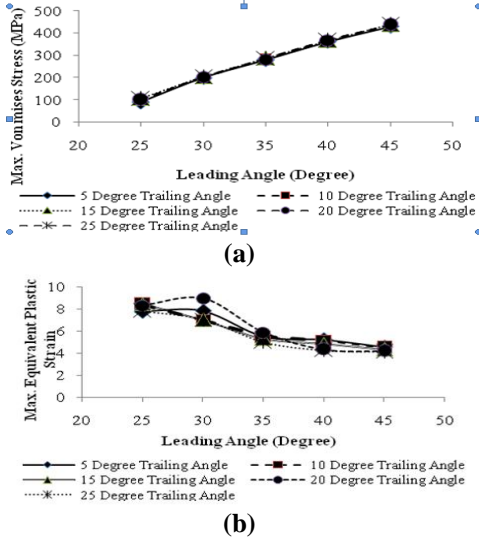 500
400
300
200
100
0
Max. Von mises Stress (MPa)
20 25 30 35 40 45 50
Leading Angle (Degree)
5 Degree Trailing Angle 10 Degree Trailing Angle
15 Degree Trailing Angle 20 Degree Trailing Angle
25 Degree Trailing Angle
(a)
10
8
6
4
2
0
Max. Equivalent Plastic
Strain
20 25 30 35 40 45 50
Leading Angle (Degree)
5 Degree Trailing Angle 10 Degree Trailing Angle
15 Degree Trailing Angle 20 Degree Trailing Angle
25 Degree Trailing Angle
(b)